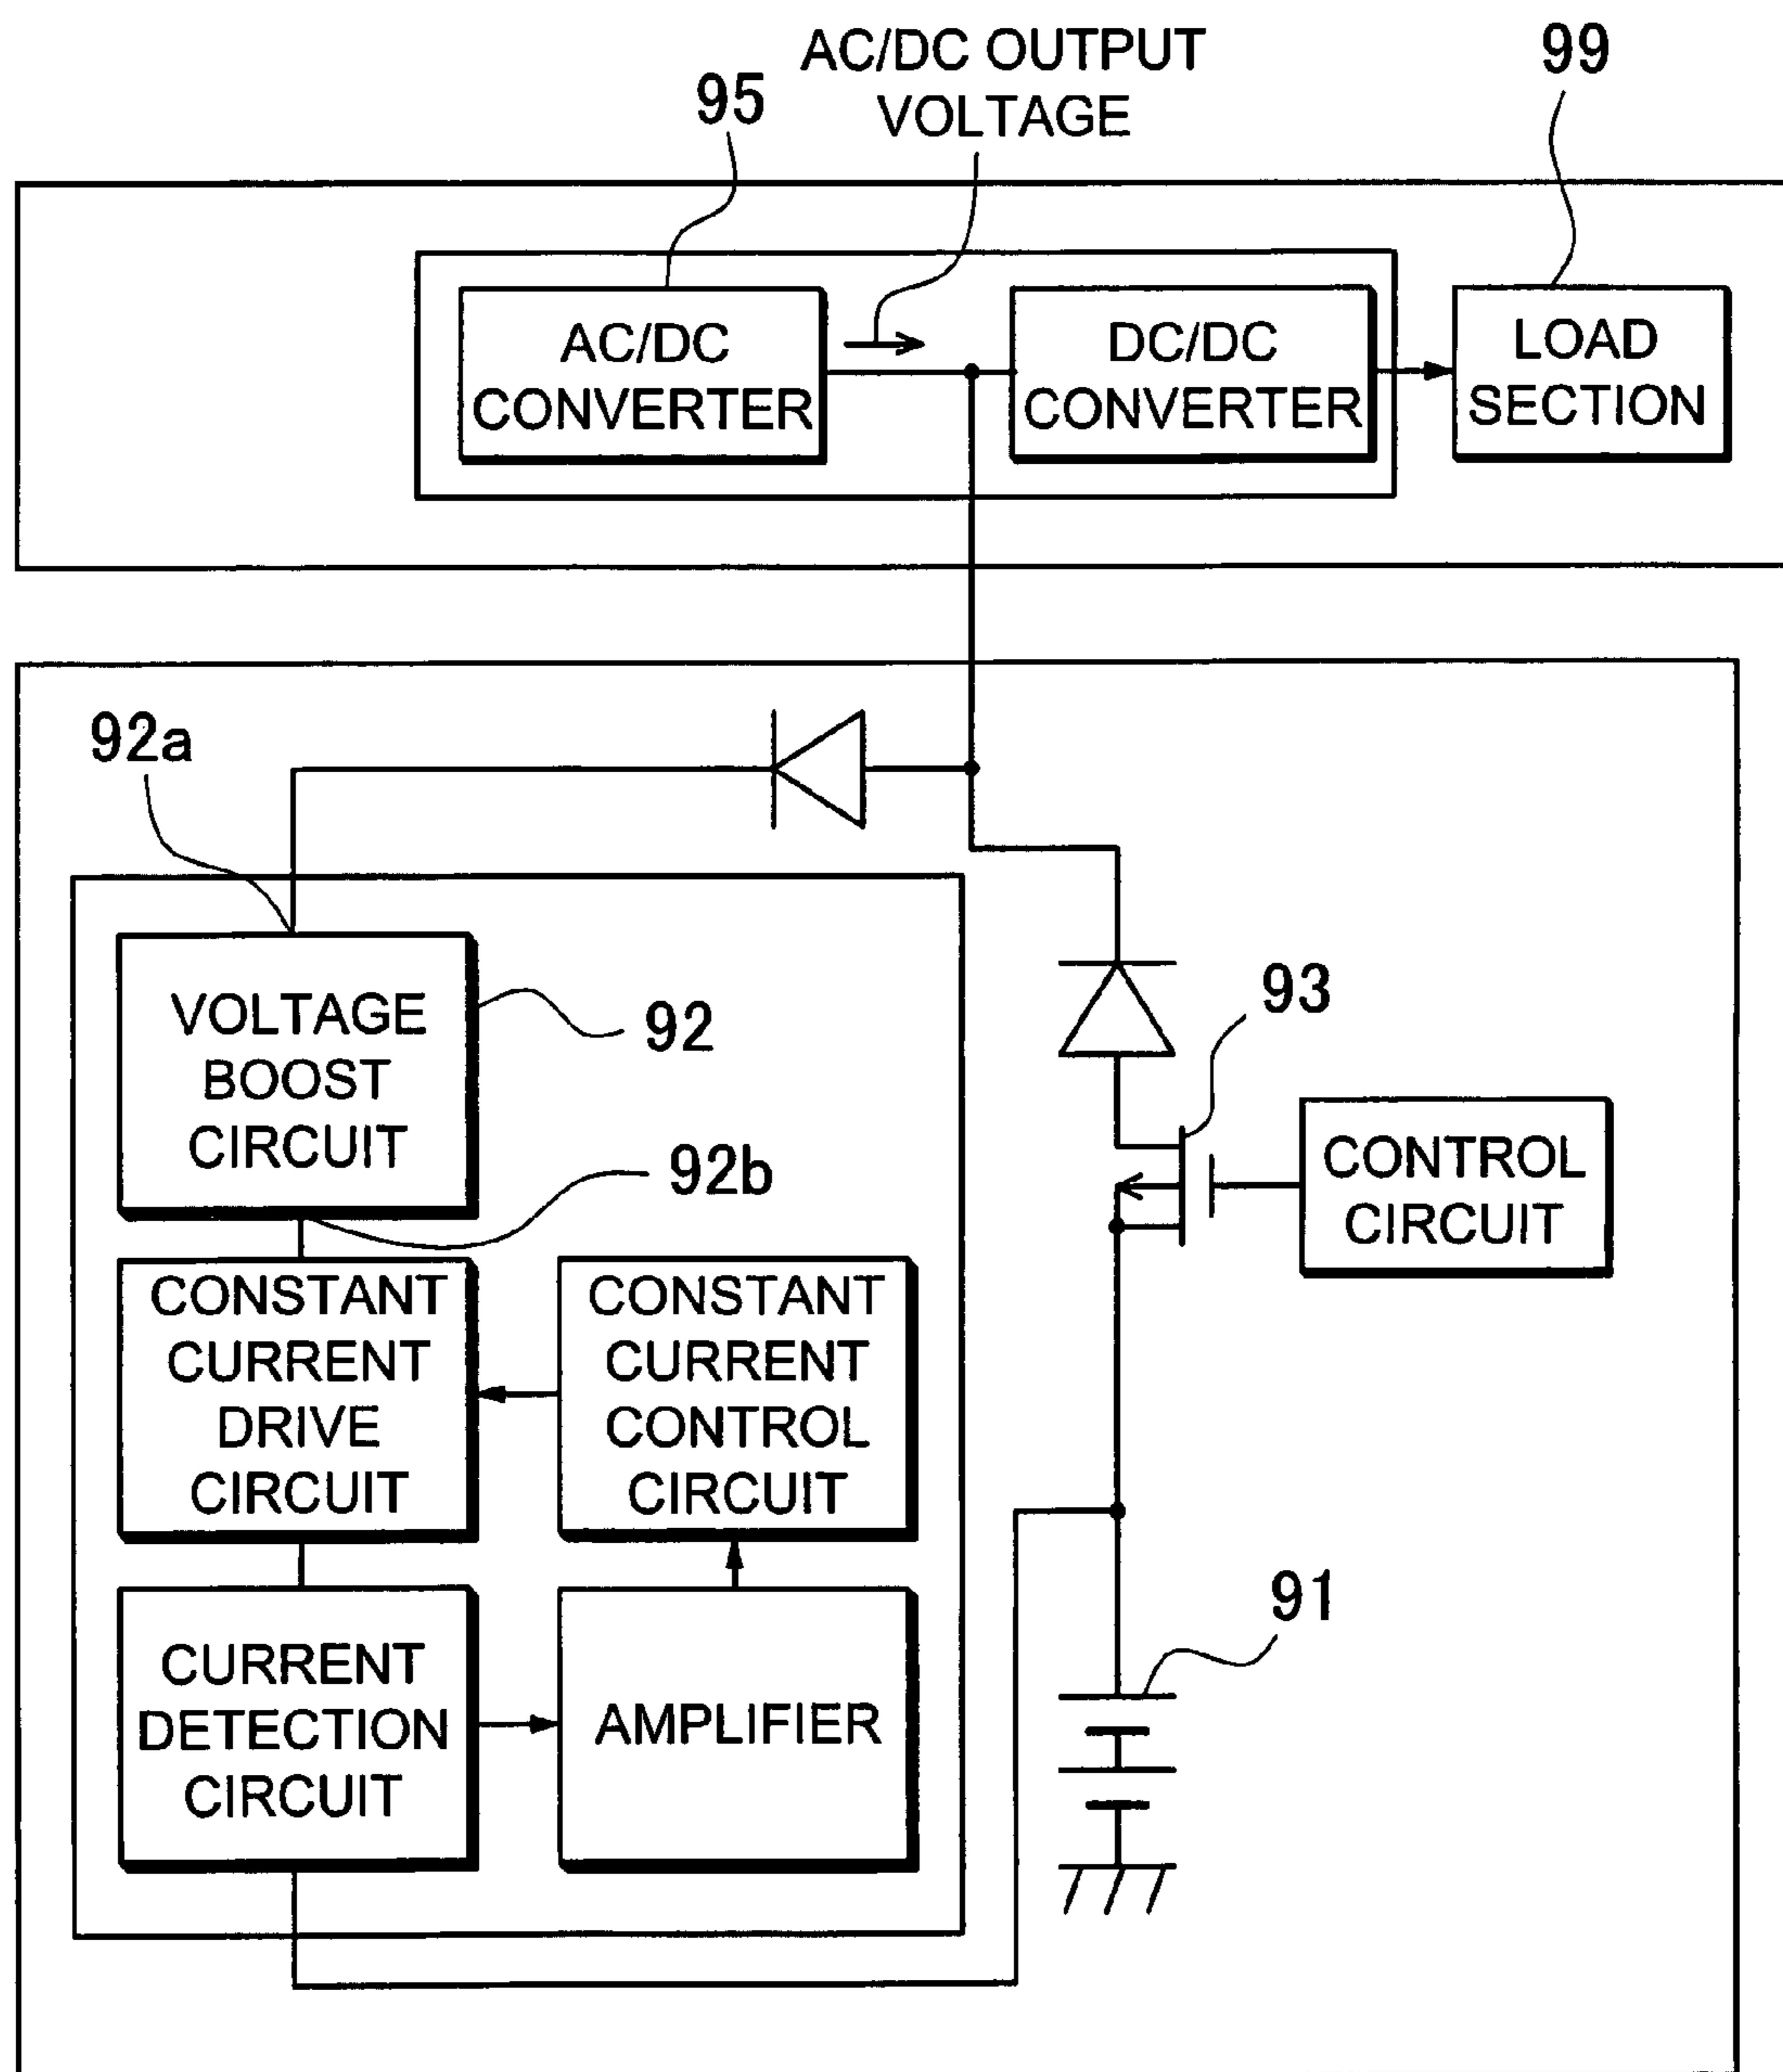 AC/DC OUTPUT
VOLTAGE
99
95
AC/DC
CONVERTER
DC/DC
CONVERTER
LOAD
SECTION
92a
VOLTAGE
BOOST
CIRCUIT
92
93
92b
CONTROL
CIRCUIT
CONSTANT
CURRENT
DRIVE
CIRCUIT
CONSTANT
CURRENT
CONTROL
CIRCUIT
91
CURRENT
DETECTION
CIRCUIT
AMPLIFIER